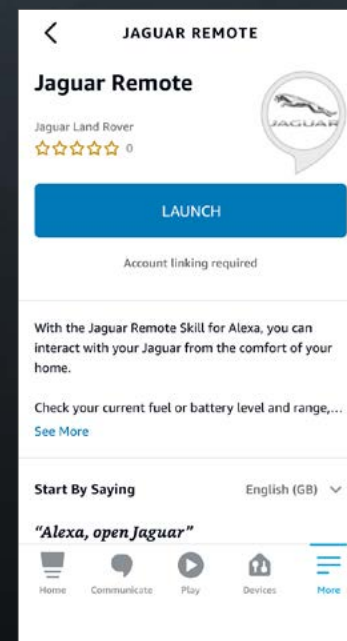 JAGUAR REMOTE
Jaguar Remote
JAGUAR
Jaguar Land Rover
0
LAUNCH
Account linking required
With the Jaguar Remote Skill for Alexa, you can
interact with your Jaguar from the comfort of your
home.
Check your current fuel or battery level and range,...
See More
Start By Saying
English (GB)
“Alexa, open Jaguar”
Home
Communicate
Play
Devices
More